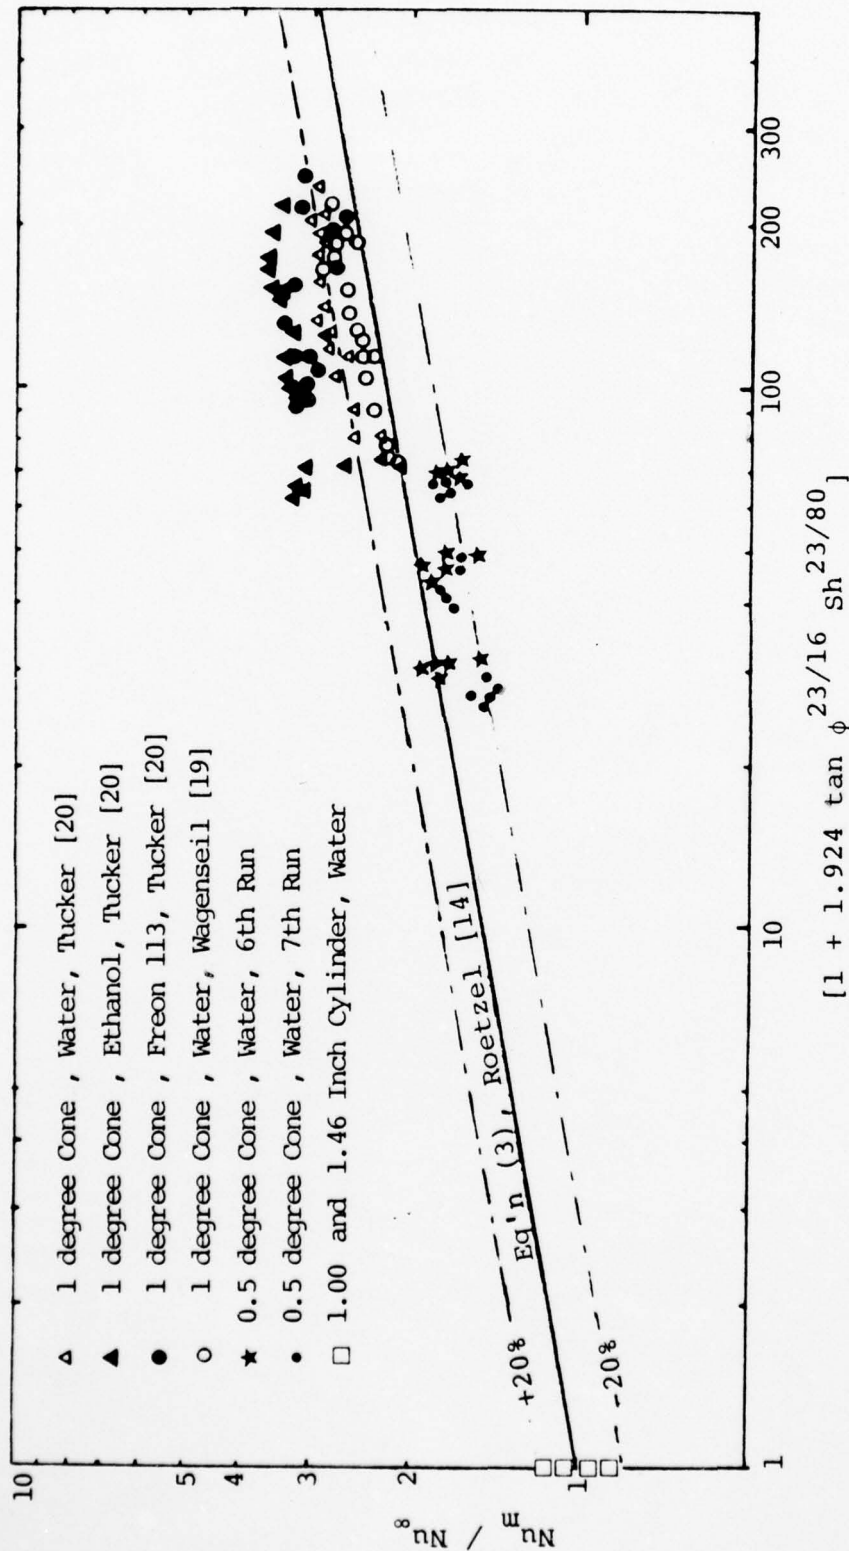 10
5
4
3
2
1
Nu_m / Nu_∞
△ 1 degree Cone , Water, Tucker [20]
▲ 1 degree Cone , Ethanol, Tucker [20]
● 1 degree Cone , Freon 113, Tucker [20]
○ 1 degree Cone , Water, Wagenseil [19]
★ 0.5 degree Cone , Water, 6th Run
• 0.5 degree Cone , Water, 7th Run
□ 1.00 and 1.46 Inch Cylinder, Water
+20%
Eq'n (3), Roetzel [14]
-20%
1
10
100
200
300
[1 + 1.924 tan φ^23/16 Sh^23/80]